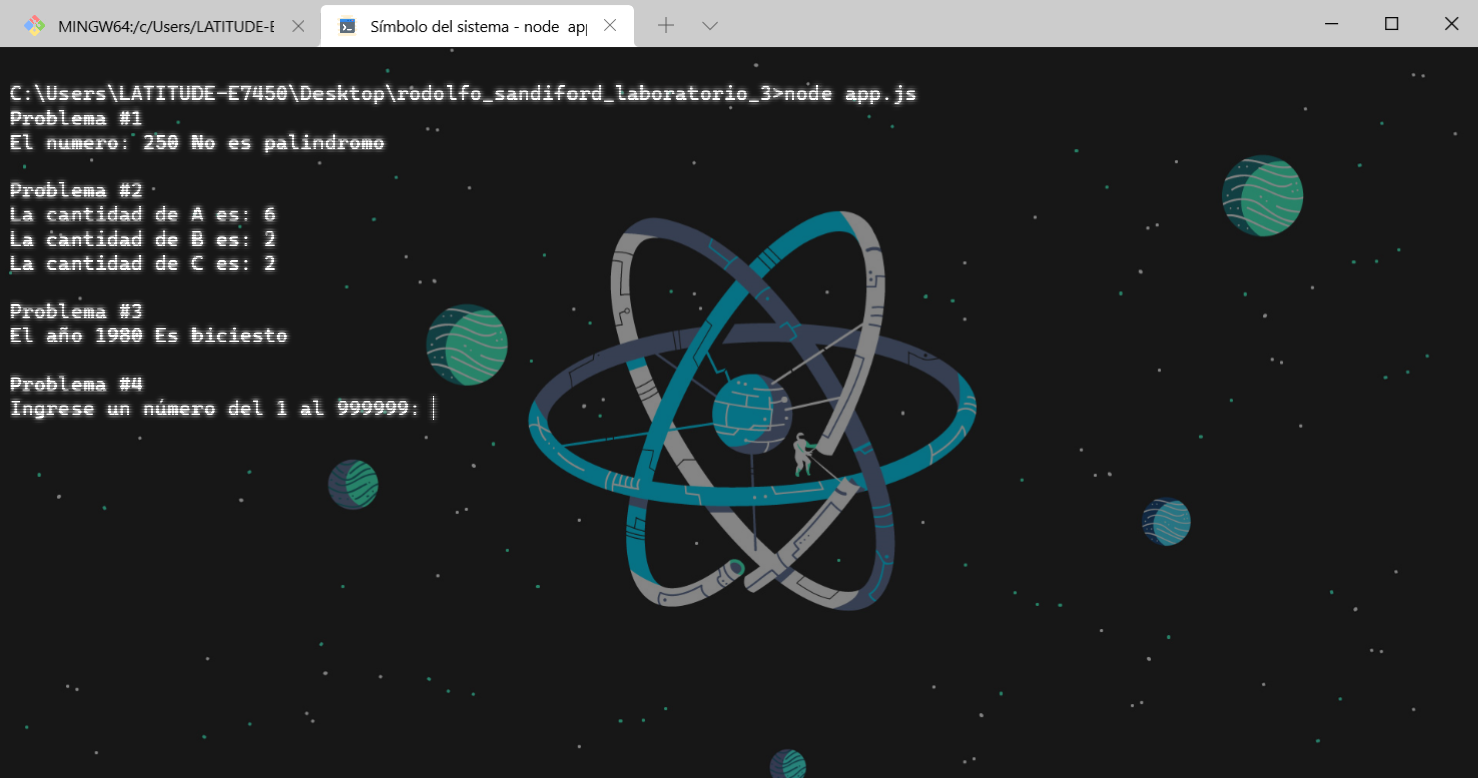 MINGW64:/c/Users/LATITUDE-E
Símbolo del sistema - node app
C:\Users\LATITUDE-E7450\Desktop\rodolfo_sandiford_laboratorio_3>node app.js
Problema #1
El numero: 250 No es palindromo
Problema #2
La cantidad de A es: 6
La cantidad de B es: 2
La cantidad de C es: 2
Problema #3
El año 1980 Es biciesto
Problema #4
Ingrese un número del 1 al 999999: